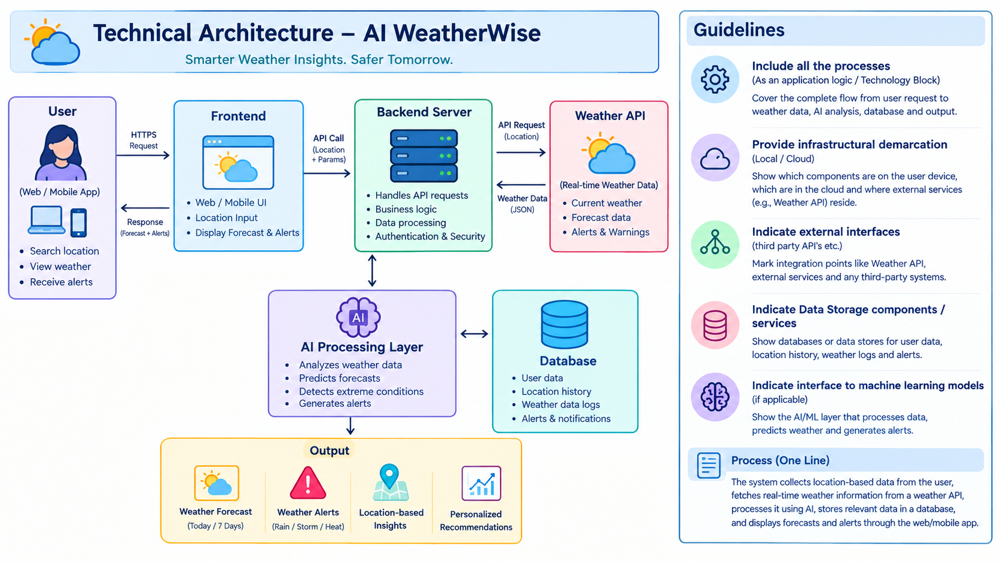 Technical Architecture – AI WeatherWise
Smarter Weather Insights. Safer Tomorrow.
User
(Web / Mobile App)
• Search location
• View weather
• Receive alerts
HTTPS
Request
Response
(Forecast + Alerts)
Frontend
• Web / Mobile UI
• Location Input
• Display Forecast & Alerts
API Call
(Location
+ Params)
Backend Server
• Handles API requests
• Business logic
• Data processing
• Authentication & Security
API Request
(Location)
Weather Data
(JSON)
Weather API
(Real-time Weather Data)
• Current weather
• Forecast data
• Alerts & Warnings
AI
AI Processing Layer
• Analyzes weather data
• Predicts forecasts
• Detects extreme conditions
• Generates alerts
Database
• User data
• Location history
• Weather data logs
• Alerts & notifications
Output
Weather Forecast
(Today / 7 Days)
Weather Alerts
(Rain / Storm / Heat)
Location-based
Insights
Personalized
Recommendations
Guidelines
Include all the processes
(As an application logic / Technology Block)
Cover the complete flow from user request to
weather data, AI analysis, database and output.
Provide infrastructural demarcation
(Local / Cloud)
Show which components are on the user device,
which are in the cloud and where external services
(e.g., Weather API) reside.
Indicate external interfaces
(third party API's etc.)
Mark integration points like Weather API,
external services and any third-party systems.
Indicate Data Storage components /
services
Show databases or data stores for user data,
location history, weather logs and alerts.
Indicate interface to machine learning models
(if applicable)
Show the AI/ML layer that processes data,
predicts weather and generates alerts.
Process (One Line)
The system collects location-based data from the user,
fetches real-time weather information from a weather API,
processes it using AI, stores relevant data in a database,
and displays forecasts and alerts through the web/mobile app.